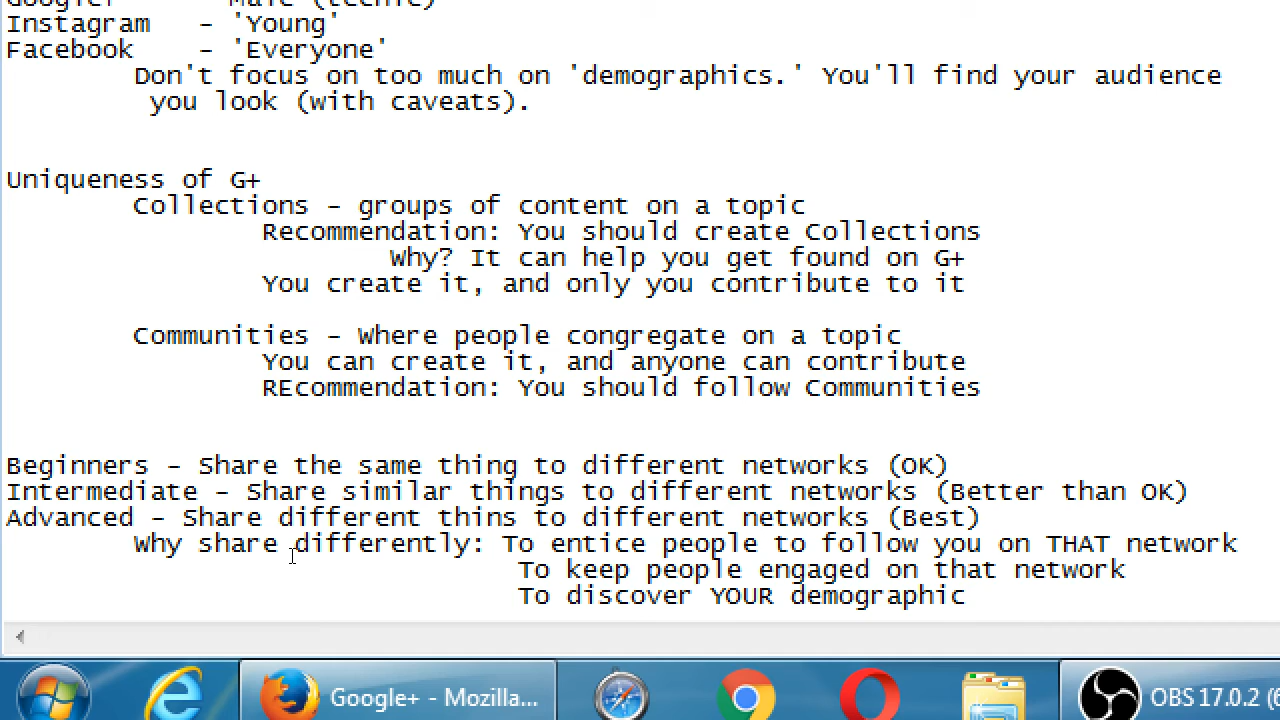 Instagram   - 'Young'
Facebook    - 'Everyone'
Don't focus on too much on 'demographics.' You'll find your audience
you look (with caveats).
Uniqueness of G+
Collections - groups of content on a topic
Recommendation: You should create Collections
Why? It can help you get found on G+
You create it, and only you contribute to it
Communities - Where people congregate on a topic
You can create it, and anyone can contribute
REcommendation: You should follow Communities
Beginners - Share the same thing to different networks (OK)
Intermediate - Share similar things to different networks (Better than OK)
Advanced - Share different thins to different networks (Best)
Why share differently: To entice people to follow you on THAT network
To keep people engaged on that network
To discover YOUR demographic
Google+ - Mozilla...
OBS 17.0.2 (6